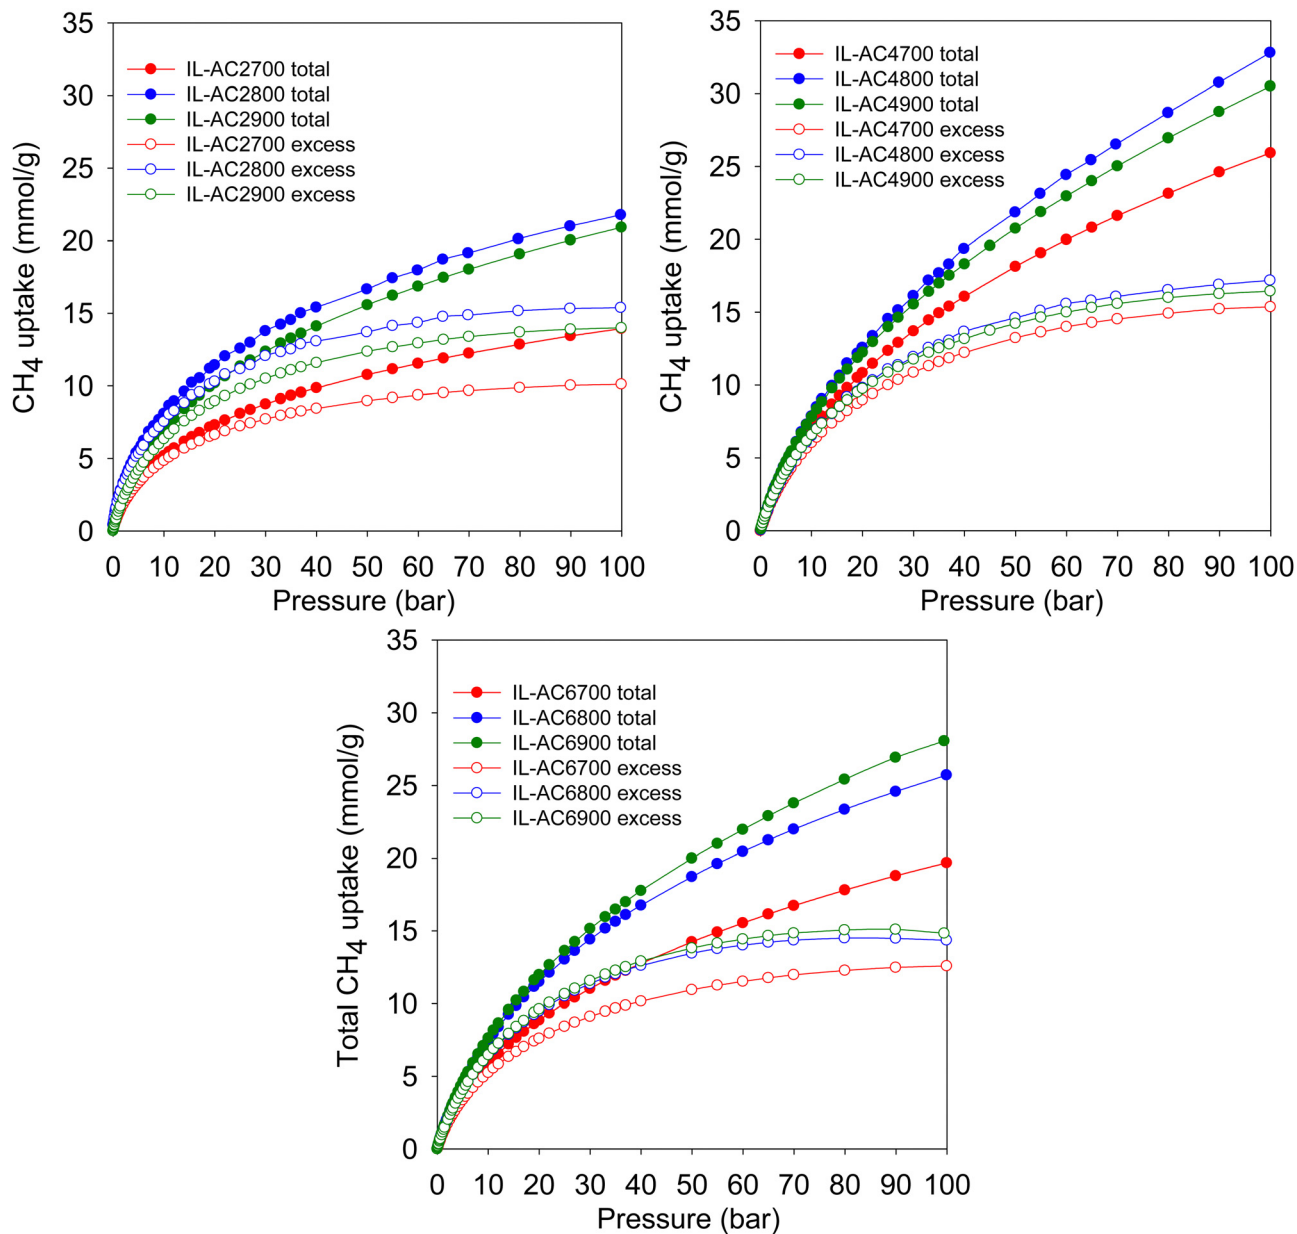 CH4 uptake (mmol/g)
35
30
25
20
15
10
5
0
IL-AC2700 total
IL-AC2800 total
IL-AC2900 total
IL-AC2700 excess
IL-AC2800 excess
IL-AC2900 excess
0 10 20 30 40 50 60 70 80 90 100
Pressure (bar)
CH4 uptake (mmol/g)
35
30
25
20
15
10
5
0
IL-AC4700 total
IL-AC4800 total
IL-AC4900 total
IL-AC4700 excess
IL-AC4800 excess
IL-AC4900 excess
0 10 20 30 40 50 60 70 80 90 100
Pressure (bar)
Total CH4 uptake (mmol/g)
35
30
25
20
15
10
5
0
IL-AC6700 total
IL-AC6800 total
IL-AC6900 total
IL-AC6700 excess
IL-AC6800 excess
IL-AC6900 excess
0 10 20 30 40 50 60 70 80 90 100
Pressure (bar)